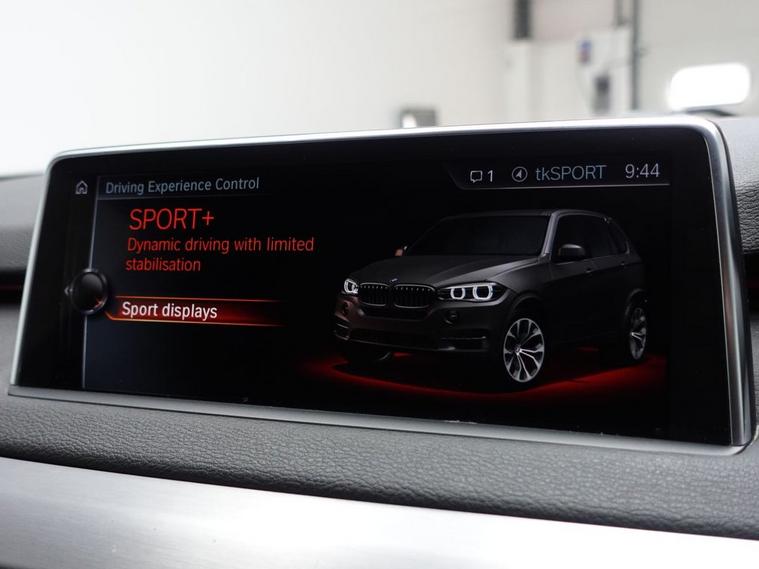 Driving Experience Control
1 tkSPORT 9:44
SPORT+
Dynamic driving with limited
stabilisation
Sport displays